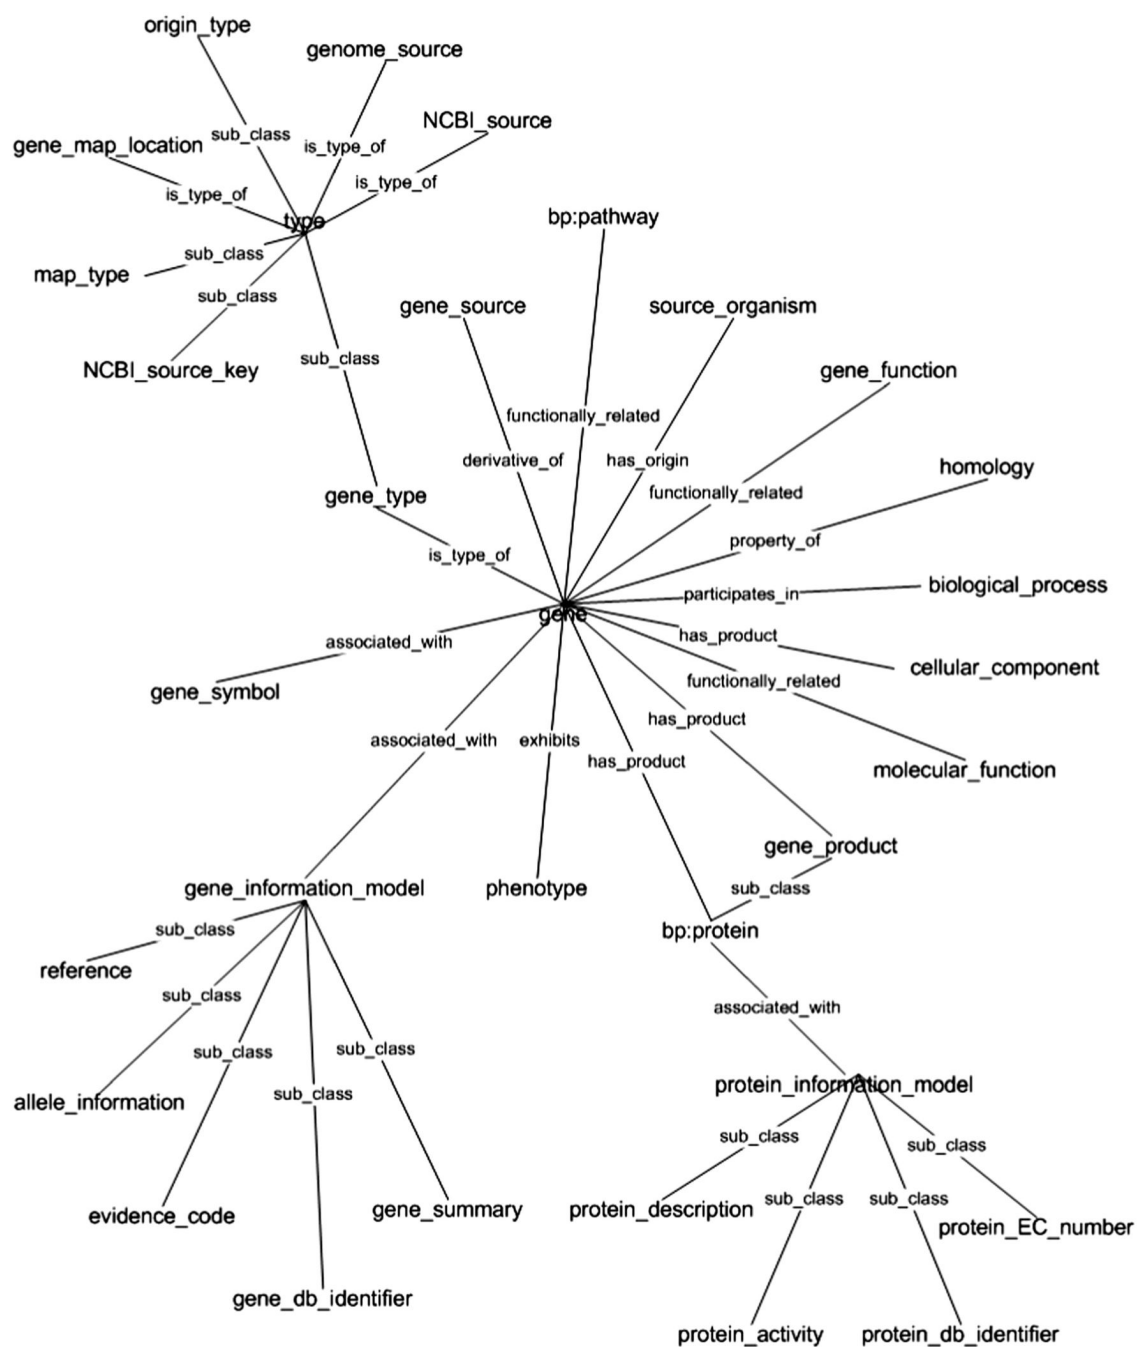 origin_type
genome_source
NCBI_source
sub_class
gene_map_location
is_type_of
is_type_of
is_type_of
type
bp:pathway
sub_class
map_type
sub_class
gene_source
source_organism
sub_class
NCBI_source_key
gene_function
functionally_related
derivative_of
has_origin
homology
gene_type
functionally_related
property_of
is_type_of
participates_in
biological_process
gene
has_product
associated_with
cellular_component
functionally_related
gene_symbol
has_product
associated_with
exhibits
has_product
molecular_function
gene_product
gene_information_model
phenotype
sub_class
sub_class
bp:protein
reference
sub_class
associated_with
sub_class
sub_class
protein_information_model
sub_class
allele_information
sub_class
sub_class
sub_class
sub_class
protein_description
gene_summary
evidence_code
protein_EC_number
gene_db_identifier
protein_activity
protein_db_identifier